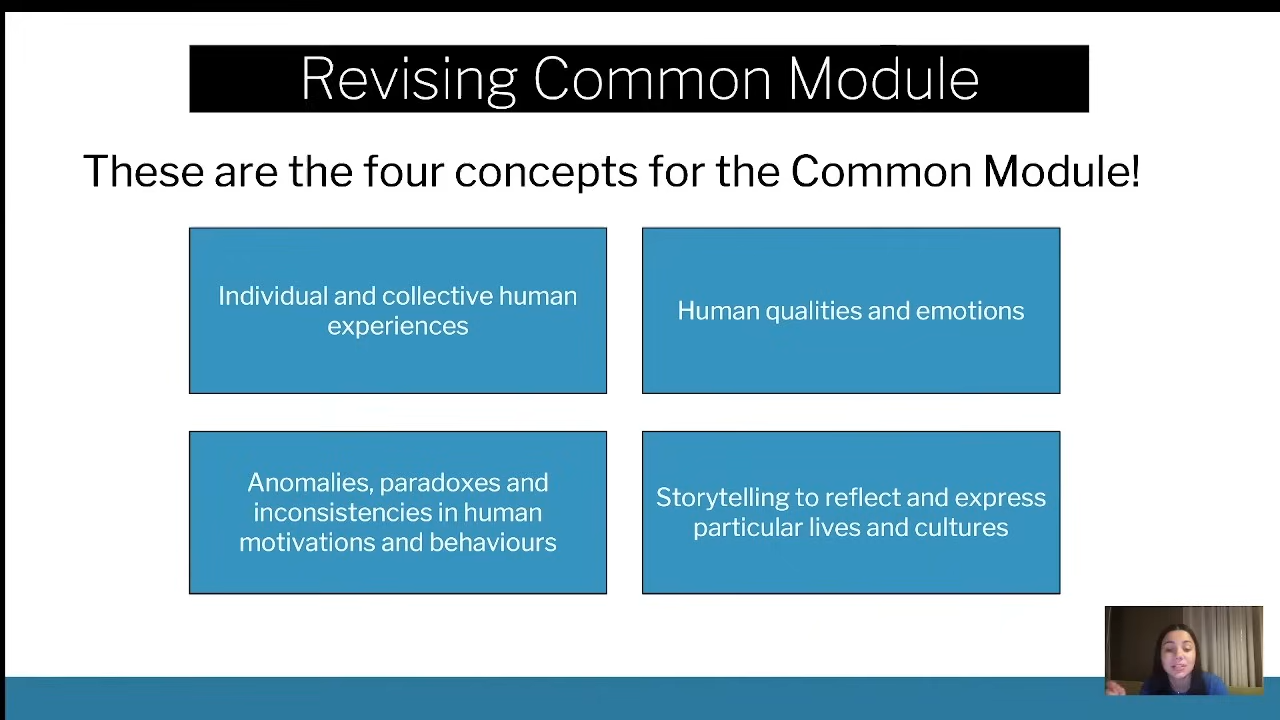 Revising Common Module
These are the four concepts for the Common Module!
Individual and collective human
experiences
Human qualities and emotions
Anomalies, paradoxes and
inconsistencies in human
motivations and behaviours
Storytelling to reflect and express
particular lives and cultures